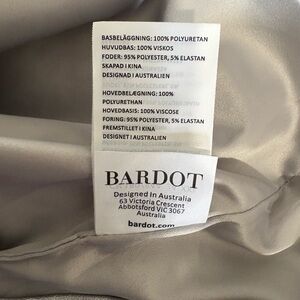 BASBELÄGGNING: 100% POLYURETAN
HUVUDBAS: 100% VISKOS
FODER: 95% POLYESTER, 5% ELASTAN
SKAPAD I KINA
DESIGNAD I AUSTRALIEN
HOVEDBELÆGNING: 100%
POLYURETHAN
HOVEDBASIS: 100% VISCOSE
FORING: 95% POLYESTER, 5% ELASTAN
FREMSTILLET I KINA
DESIGNET I AUSTRALIEN
BARDOT
Designed In Australia
63 Victoria Crescent
Abbotsford VIC 3067
Australia
bardot.com